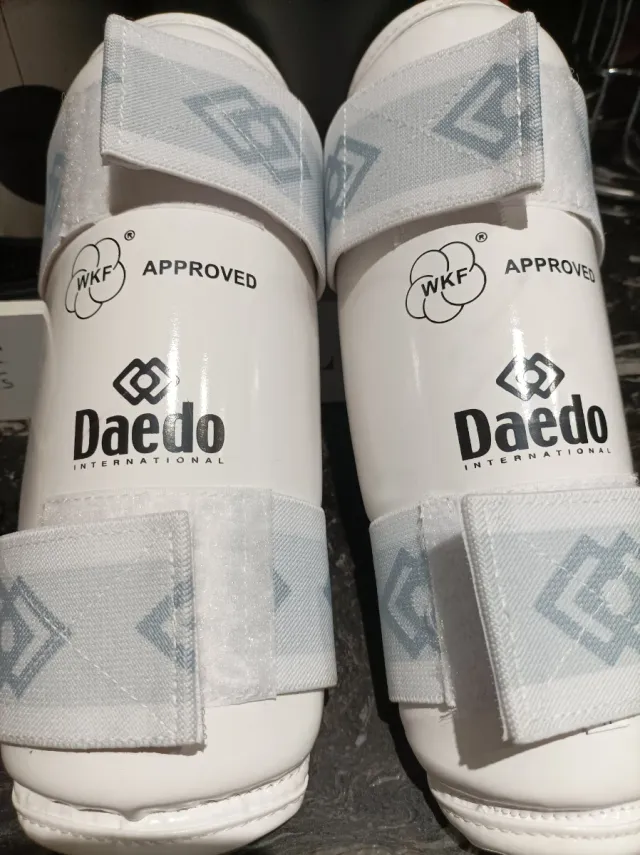 WKF® APPROVED
Daedo
INTERNATIONAL
WKF® APPROVED
Daedo
INTERNATIONAL